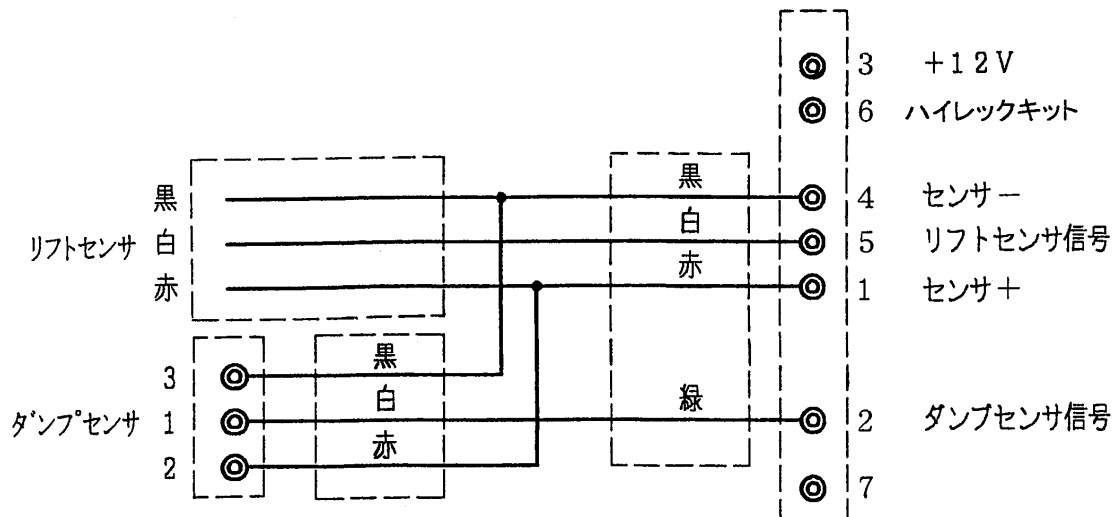 3 +12V
6 ハイレックキット
黒 黒 4 センサー
リフトセンサ 白 白 5 リフトセンサ信号
赤 赤 1 センサ+
3 黒
ダンプセンサ 1 白 緑 2 ダンプセンサ信号
2 赤
7